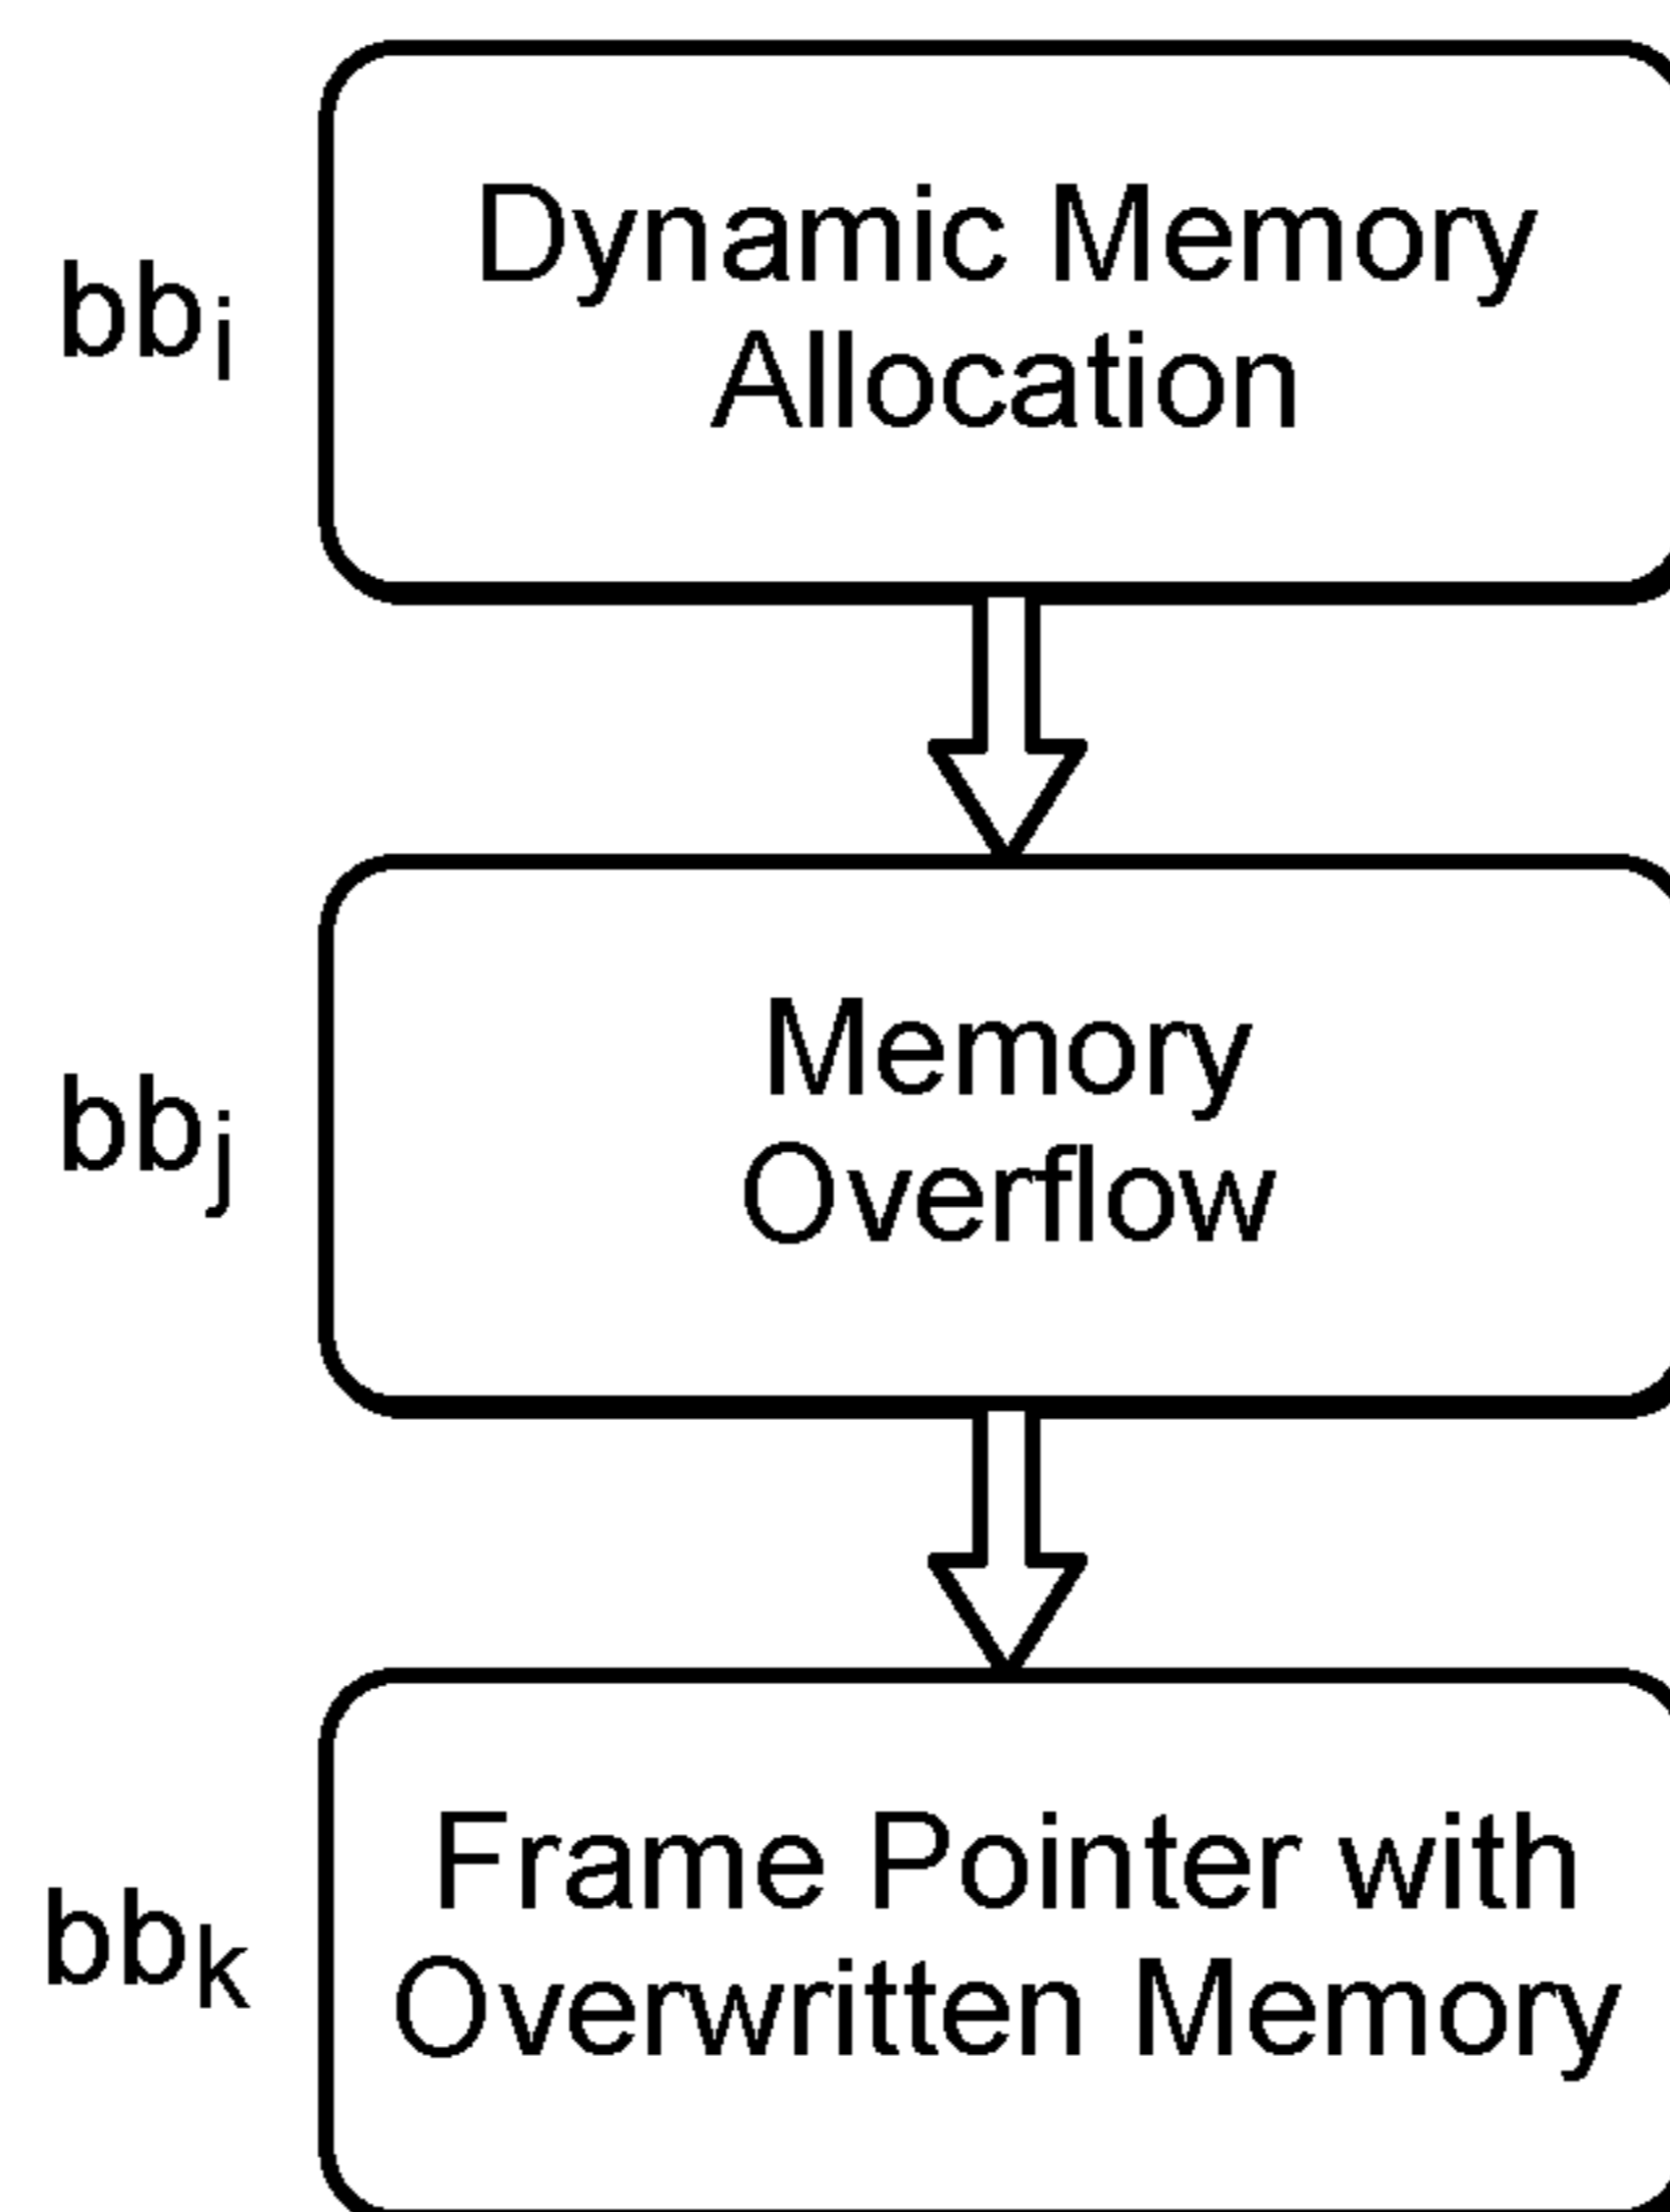 bbi
Dynamic Memory
Allocation
bbj
Memory
Overflow
bbk
Frame Pointer with
Overwritten Memory